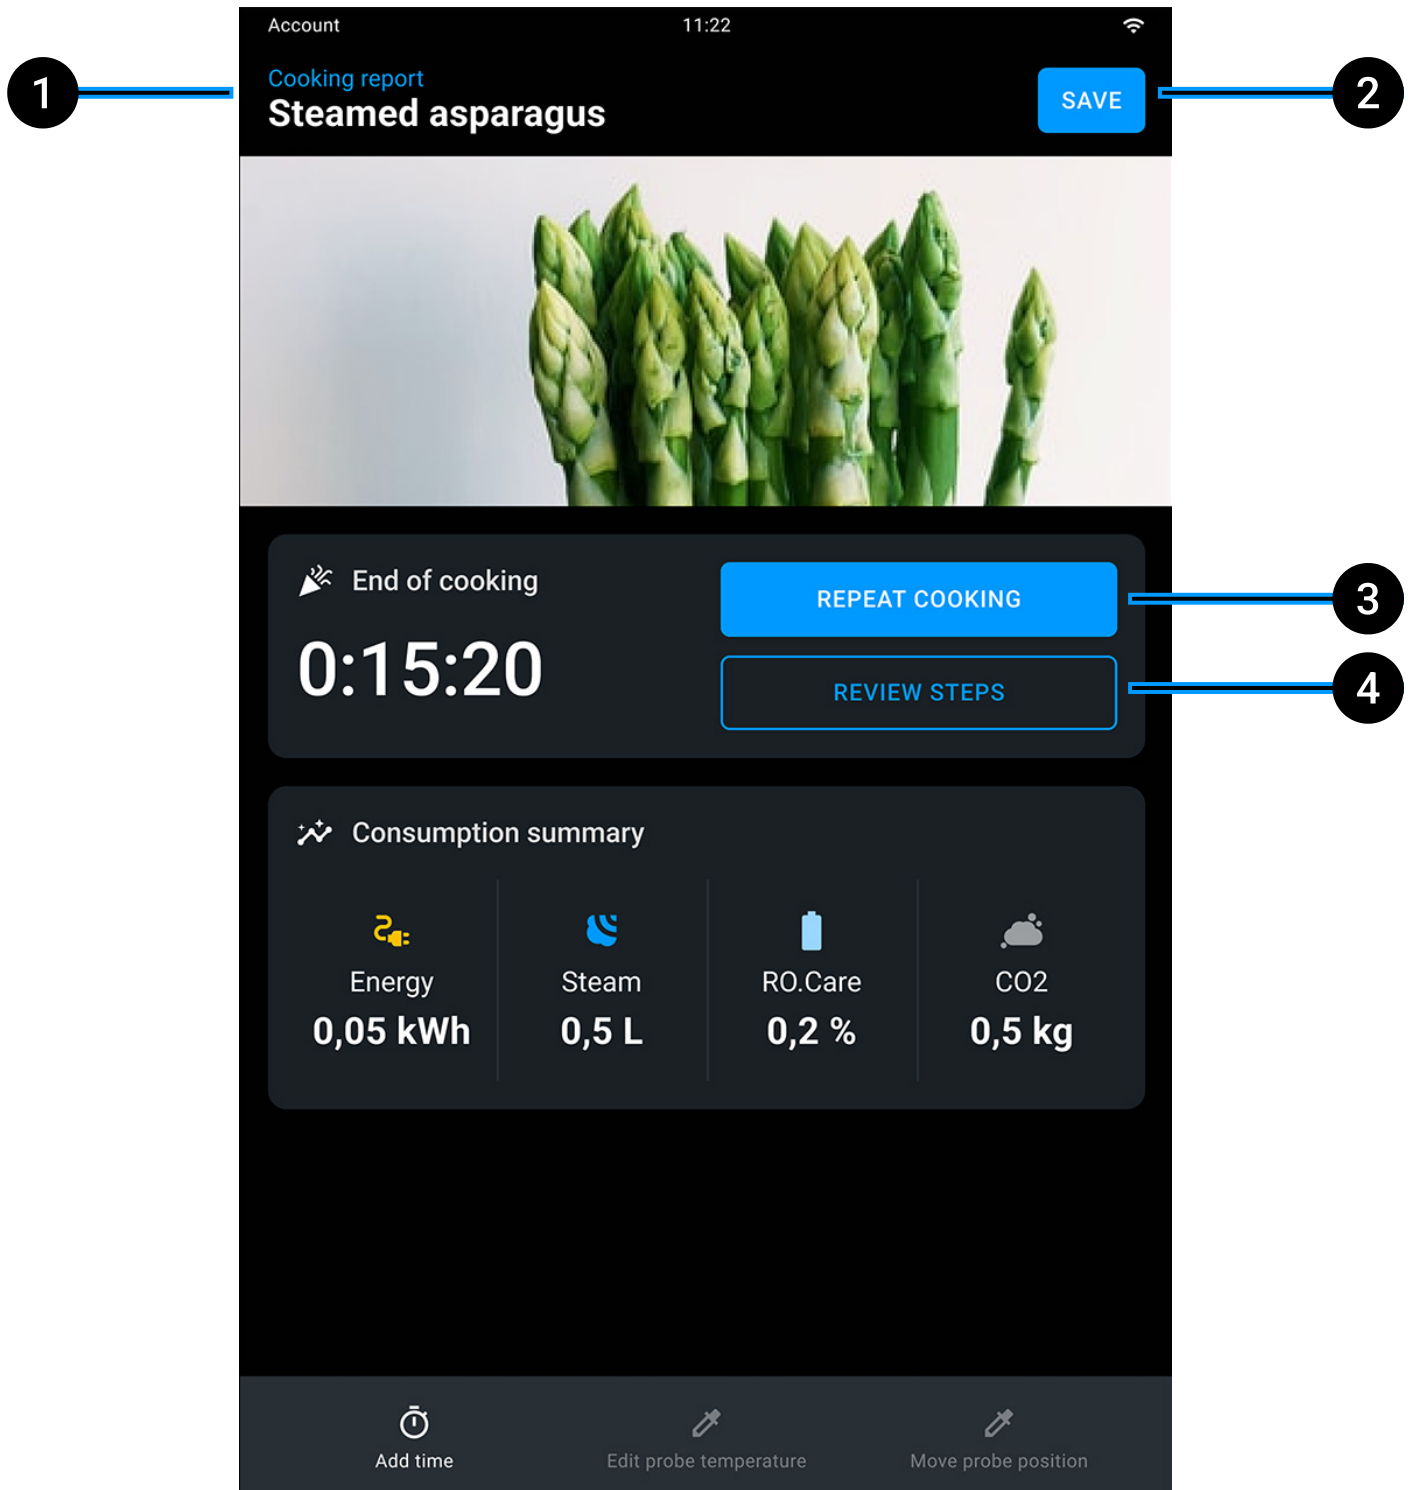 Account
11:22
1
Cooking report
Steamed asparagus
SAVE
2
End of cooking
0:15:20
REPEAT COOKING
3
REVIEW STEPS
4
Consumption summary
Energy
0,05 kWh
Steam
0,5 L
RO.Care
0,2 %
CO2
0,5 kg
Add time
Edit probe temperature
Move probe position